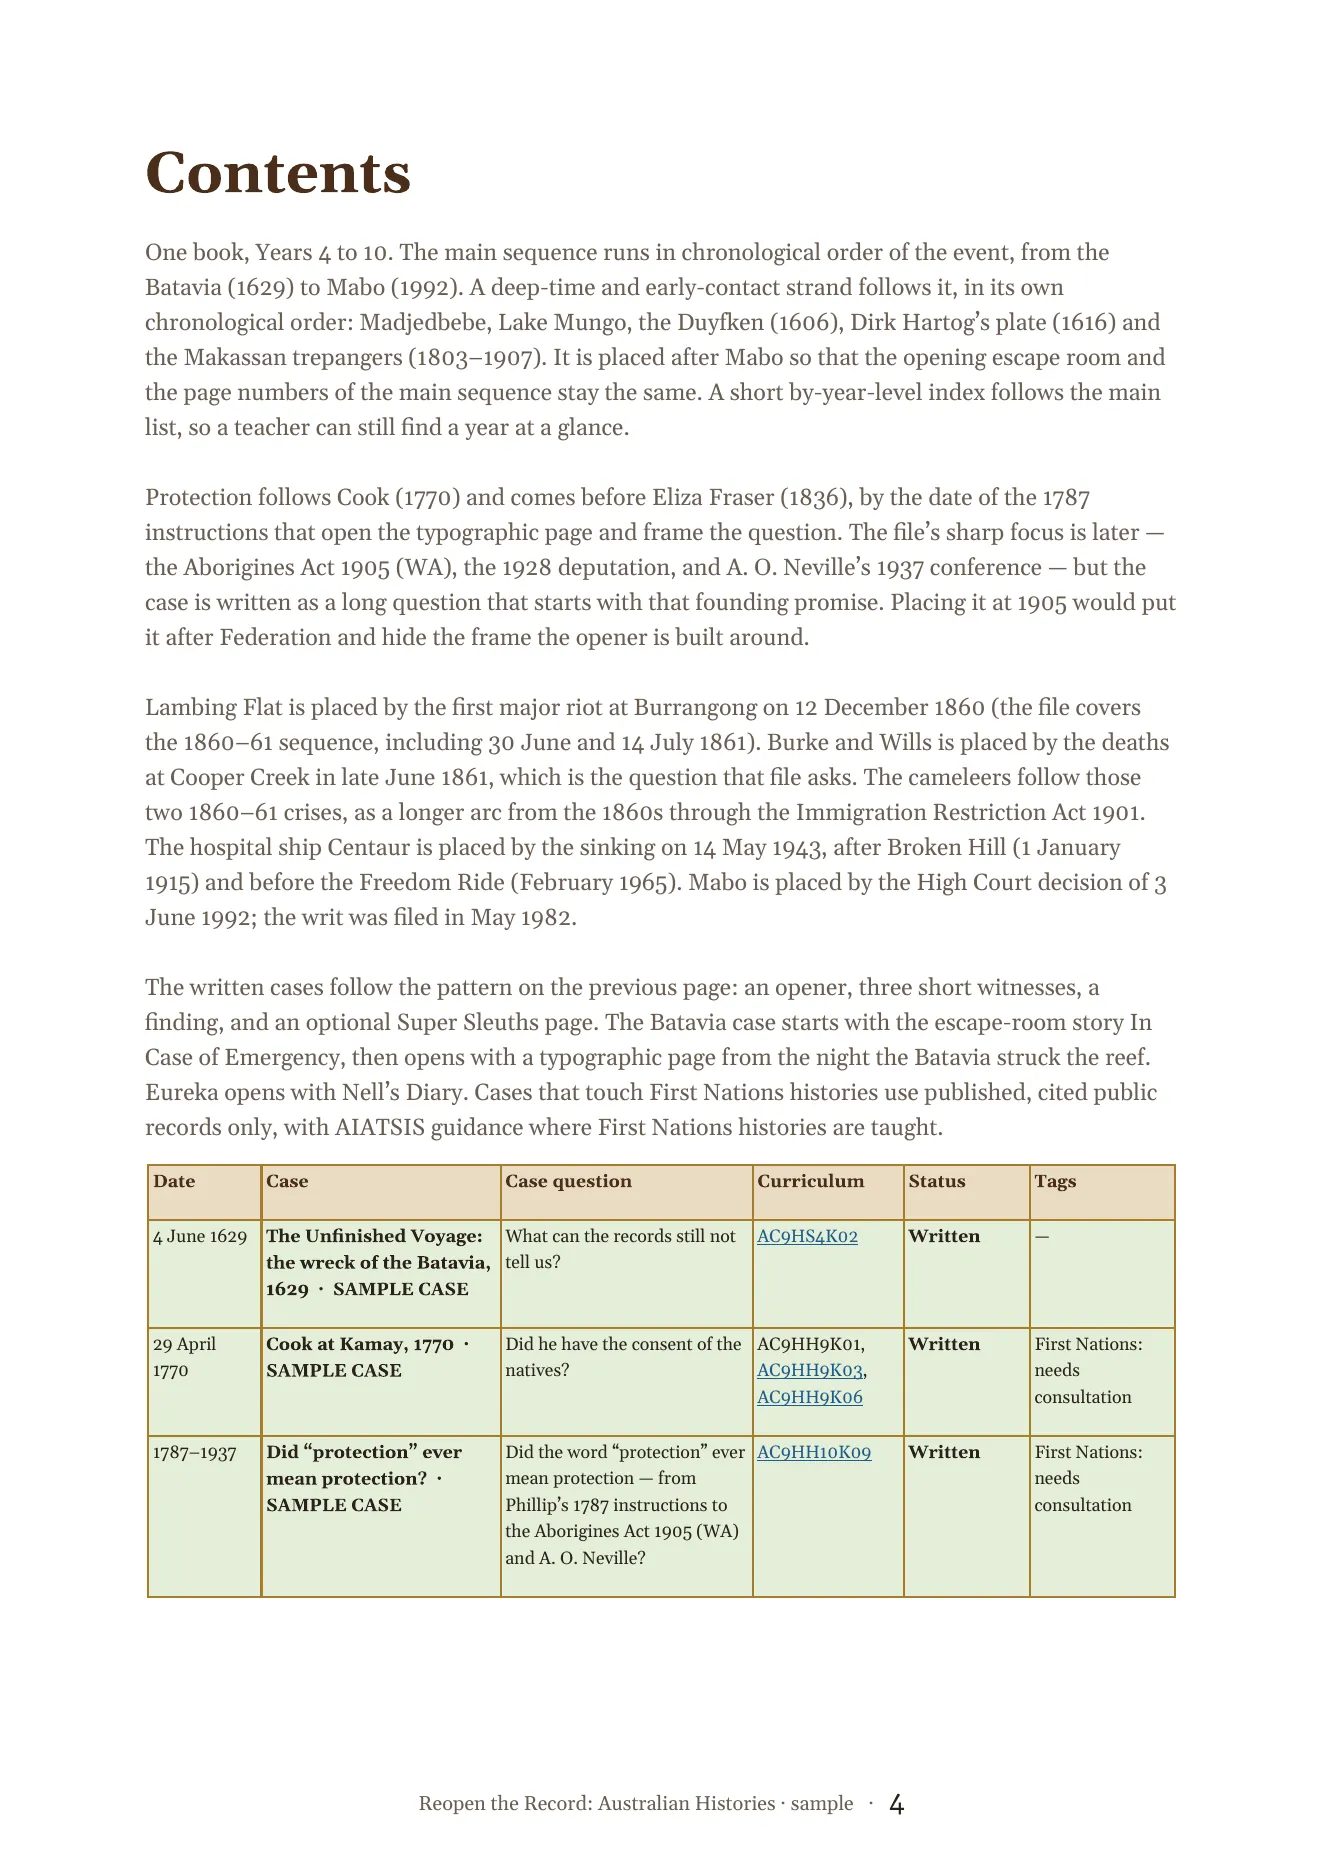 Contents
One book, Years 4 to 10. The main sequence runs in chronological order of the event, from the
Batavia (1629) to Mabo (1992). A deep-time and early-contact strand follows it, in its own
chronological order: Madjedbebe, Lake Mungo, the Duyfken (1606), Dirk Hartog’s plate (1616) and
the Makassan trepangers (1803–1907). It is placed after Mabo so that the opening escape room and
the page numbers of the main sequence stay the same. A short by-year-level index follows the main
list, so a teacher can still find a year at a glance.
Protection follows Cook (1770) and comes before Eliza Fraser (1836), by the date of the 1787
instructions that open the typographic page and frame the question. The file’s sharp focus is later —
the Aborigines Act 1905 (WA), the 1928 deputation, and A. O. Neville’s 1937 conference — but the
case is written as a long question that starts with that founding promise. Placing it at 1905 would put
it after Federation and hide the frame the opener is built around.
Lambing Flat is placed by the first major riot at Burrangong on 12 December 1860 (the file covers
the 1860–61 sequence, including 30 June and 14 July 1861). Burke and Wills is placed by the deaths
at Cooper Creek in late June 1861, which is the question that file asks. The cameleers follow those
two 1860–61 crises, as a longer arc from the 1860s through the Immigration Restriction Act 1901.
The hospital ship Centaur is placed by the sinking on 14 May 1943, after Broken Hill (1 January
1915) and before the Freedom Ride (February 1965). Mabo is placed by the High Court decision of 3
June 1992; the writ was filed in May 1982.
The written cases follow the pattern on the previous page: an opener, three short witnesses, a
finding, and an optional Super Sleuths page. The Batavia case starts with the escape-room story In
Case of Emergency, then opens with a typographic page from the night the Batavia struck the reef.
Eureka opens with Nell’s Diary. Cases that touch First Nations histories use published, cited public
records only, with AIATSIS guidance where First Nations histories are taught.
Date Case Case question Curriculum Status Tags
4 June 1629 The Unfinished Voyage: What can the records still not AC9HS4K02 Written —
the wreck of the Batavia, tell us?
1629 · SAMPLE CASE
29 April Cook at Kamay, 1770 · Did he have the consent of the AC9HH9K01, Written First Nations:
1770 SAMPLE CASE natives? AC9HH9K03, needs
AC9HH9K06 consultation
1787–1937 Did “protection” ever Did the word “protection” ever AC9HH10K09 Written First Nations:
mean protection? · mean protection — from needs
SAMPLE CASE Phillip’s 1787 instructions to consultation
the Aborigines Act 1905 (WA)
and A. O. Neville?
Reopen the Record: Australian Histories · sample · 4